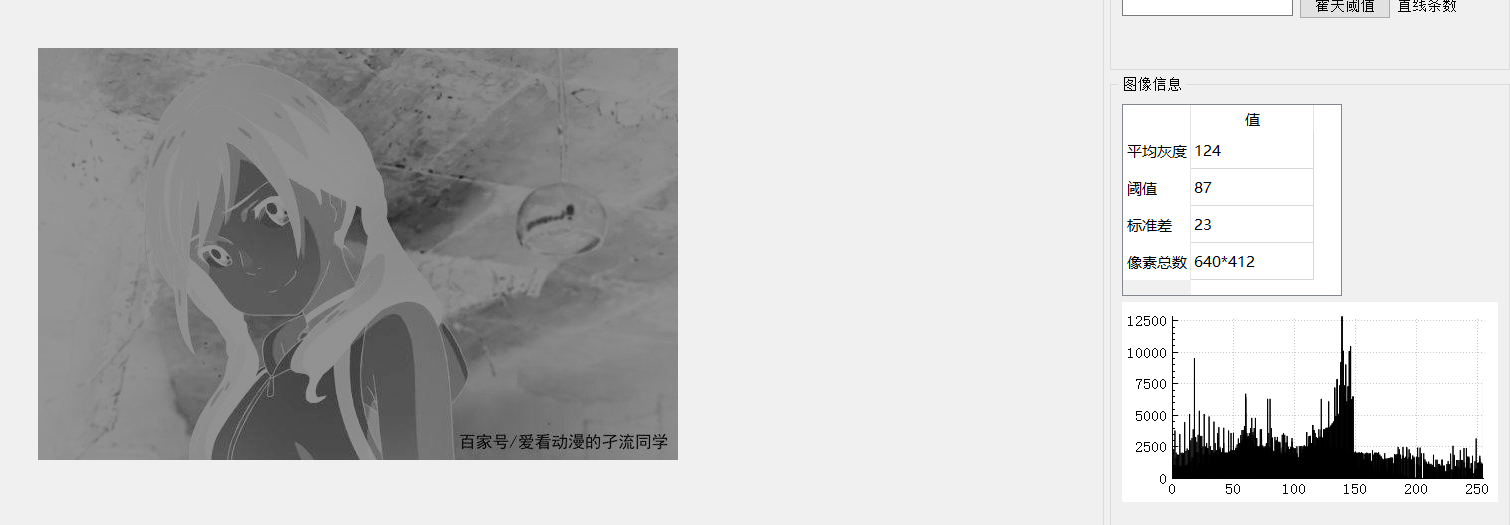 霍夫阈值 直线条数
图像信息
值
平均灰度 124
阈值 87
标准差 23
像素总数 640*412
百家号/爱看动漫的孑流同学
12500
10000
7500
5000
2500
0
0 50 100 150 200 250